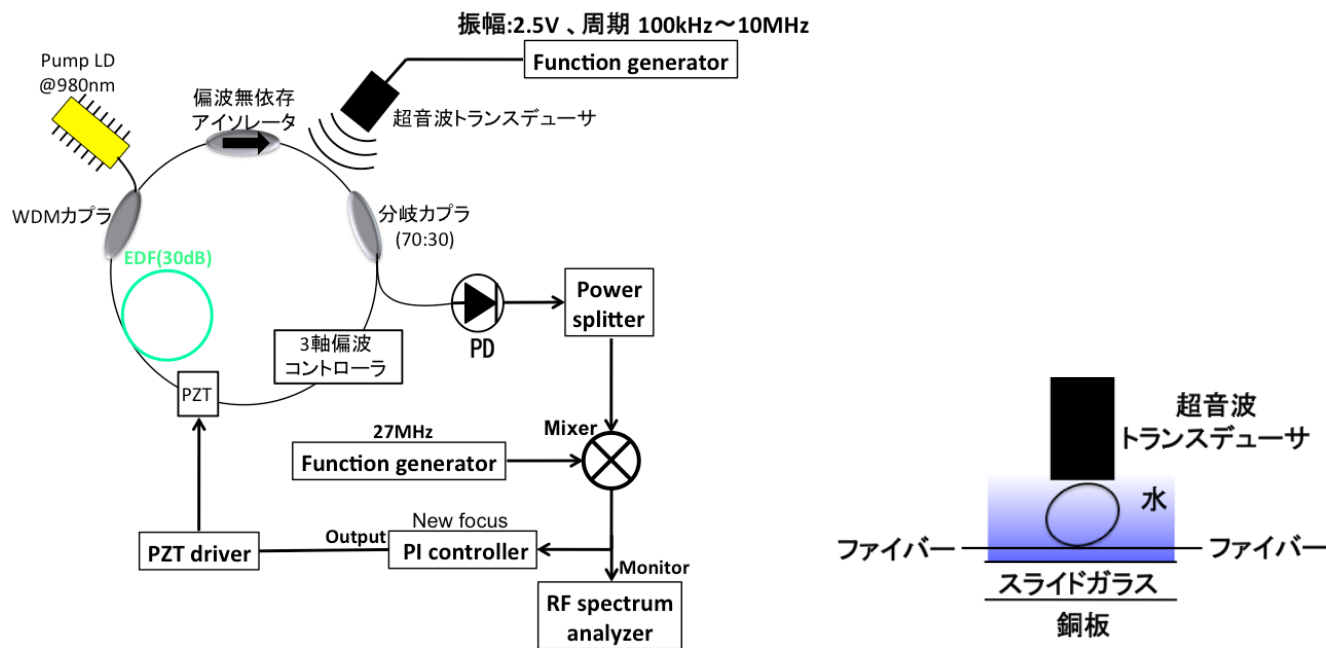 振幅:2.5V 、周期 100kHz〜10MHz
Function generator
Pump LD
@980nm
偏波無依存
アイソレータ
超音波トランスデューサ
WDMカプラ
分岐カプラ
(70:30)
EDF(30dB)
Power
splitter
PD
3軸偏波
コントローラ
PZT
27MHz
Function generator
Mixer
New focus
Output
PI controller
PZT driver
Monitor
RF spectrum
analyzer
超音波
トランスデューサ
水
ファイバー
ファイバー
スライドガラス
銅板